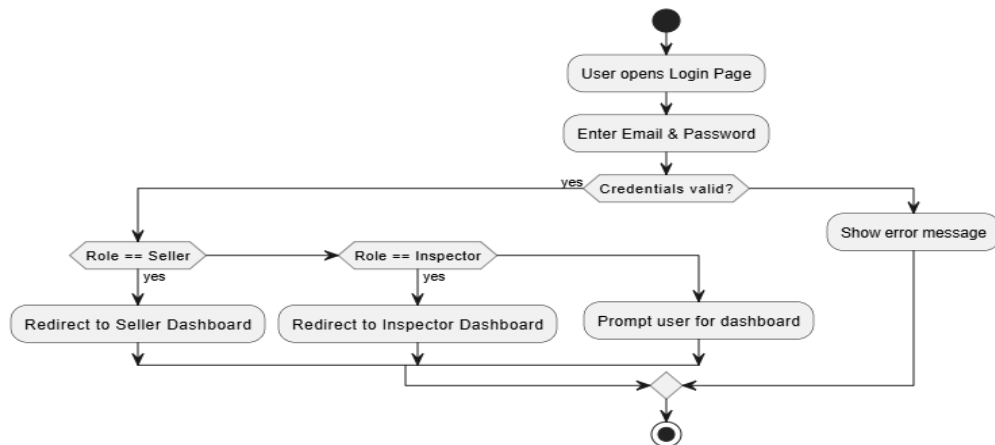 User opens Login Page
Enter Email & Password
yes
Credentials valid?
Show error message
Role == Seller
Role == Inspector
yes
yes
Redirect to Seller Dashboard
Redirect to Inspector Dashboard
Prompt user for dashboard